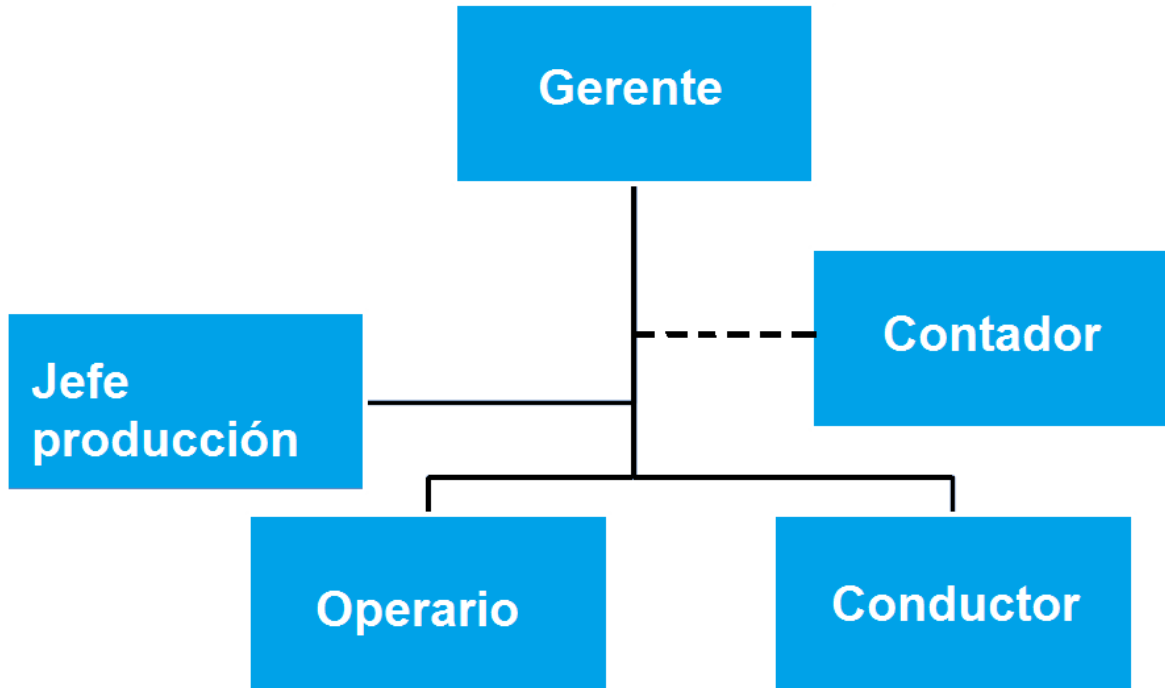 Gerente
Contador
Jefe
producción
Operario
Conductor